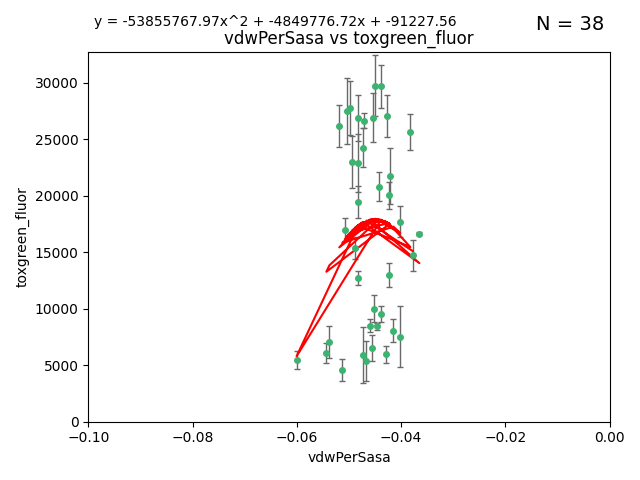 y = -53855767.97x^2 + -4849776.72x + -91227.56
N = 38
vdwPerSasa vs toxgreen_fluor
30000
25000
20000
15000
10000
5000
0
toxgreen_fluor
−0.10
−0.08
−0.06
−0.04
−0.02
0.00
vdwPerSasa